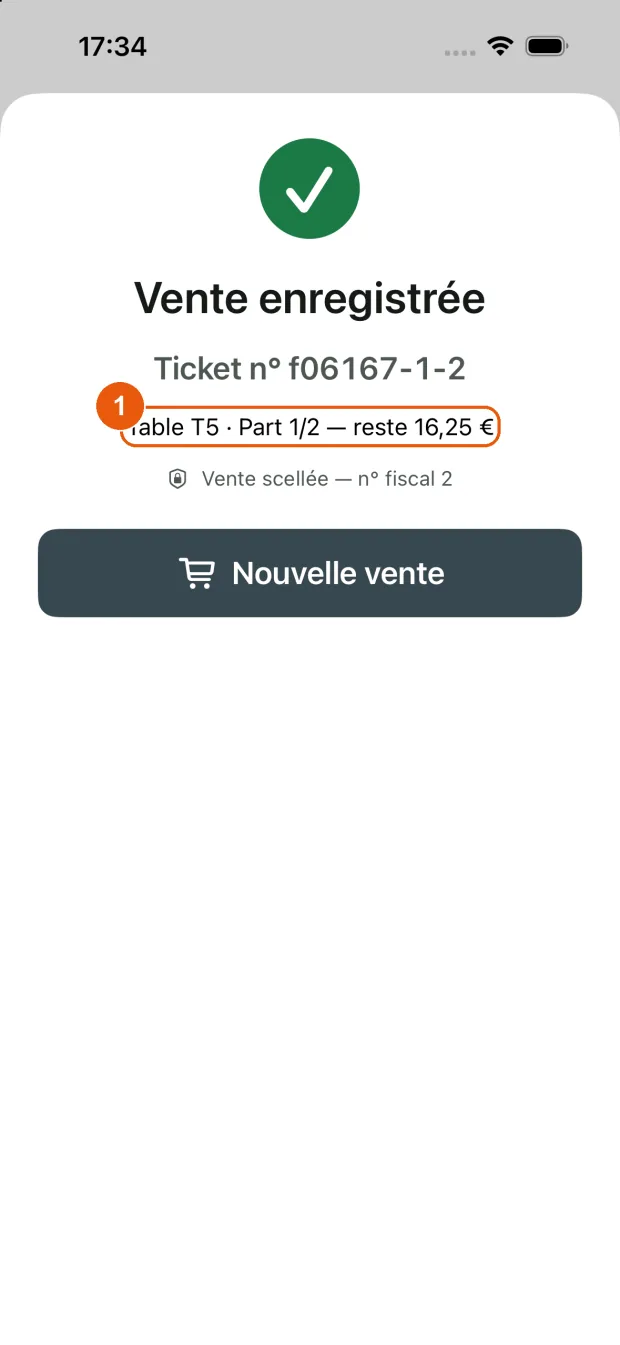 17:34
Vente enregistrée
Ticket n° f06167-1-2
1
Table T5 · Part 1/2 — reste 16,25 €
Vente scellée — n° fiscal 2
Nouvelle vente